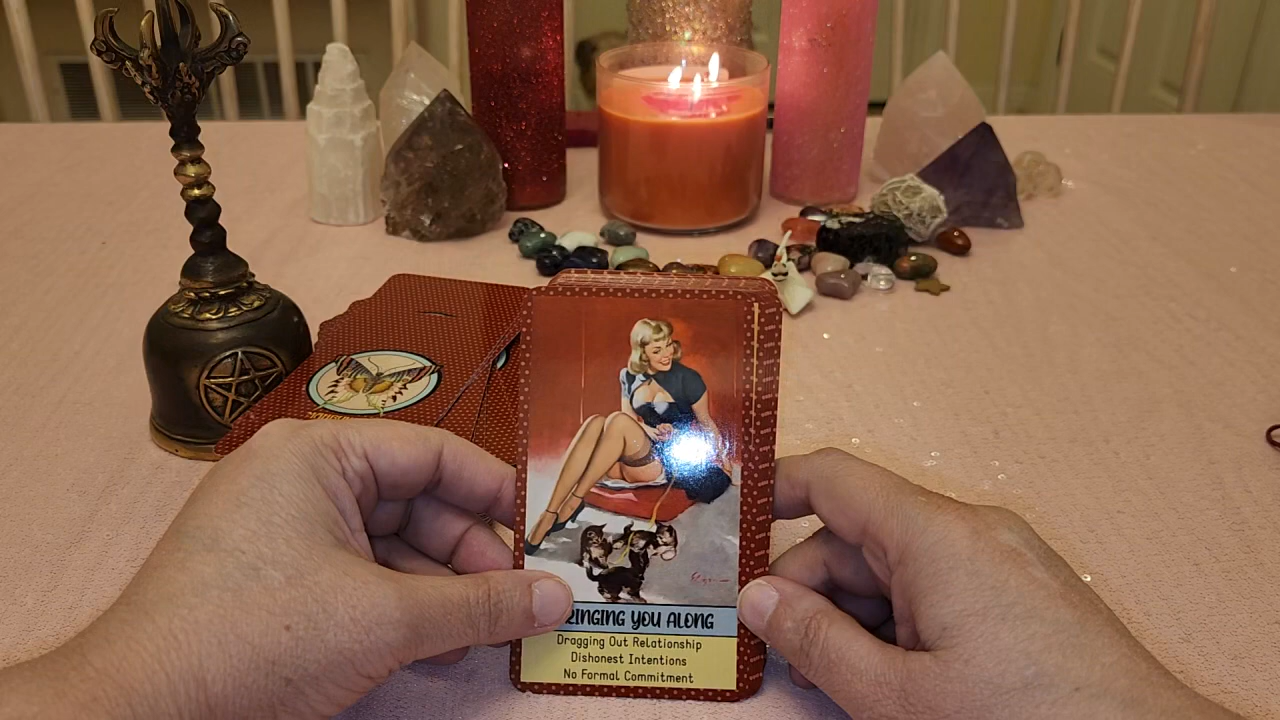 RINGING YOU ALONG
Dragging Out Relationship
Dishonest Intentions
No Formal Commitment